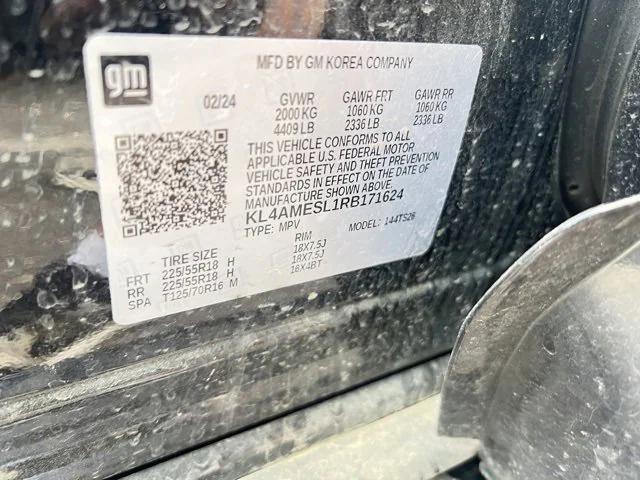 gm
MFD BY GM KOREA COMPANY
02/24 GVWR GAWR FRT GAWR RR
2000 KG 1060 KG 1060 KG
4409 LB 2336 LB 2336 LB
THIS VEHICLE CONFORMS TO ALL
APPLICABLE U.S. FEDERAL MOTOR
VEHICLE SAFETY AND THEFT PREVENTION
STANDARDS IN EFFECT ON THE DATE OF
MANUFACTURE SHOWN ABOVE.
KL4AMESL1RB171624
TYPE: MPV MODEL: 144TS26
TIRE SIZE RIM
FRT 225/55R18 H 18X7.5J
RR 225/55R18 H 18X7.5J
SPA T125/70R16 M 16X4BT